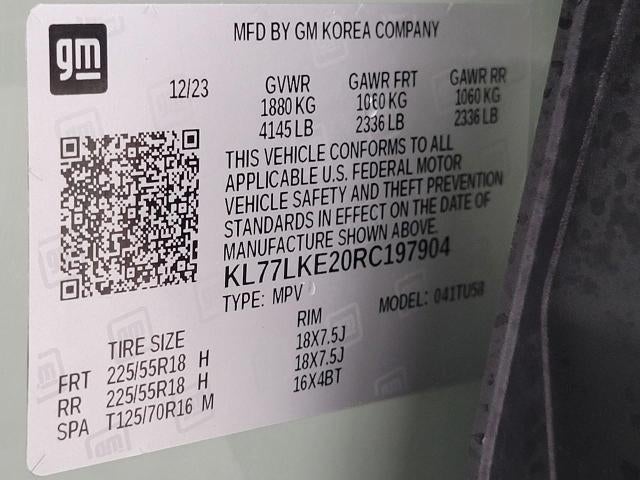 gm
MFD BY GM KOREA COMPANY
12/23 GVWR GAWR FRT GAWR RR
1880 KG 1060 KG 1060 KG
4145 LB 2336 LB 2336 LB
THIS VEHICLE CONFORMS TO ALL
APPLICABLE U.S. FEDERAL MOTOR
VEHICLE SAFETY AND THEFT PREVENTION
STANDARDS IN EFFECT ON THE DATE OF
MANUFACTURE SHOWN ABOVE.
KL77LKE20RC197904
TYPE: MPV MODEL: 041TU58
TIRE SIZE RIM
FRT 225/55R18 H 18X7.5J
RR 225/55R18 H 18X7.5J
SPA T125/70R16 M 16X4BT